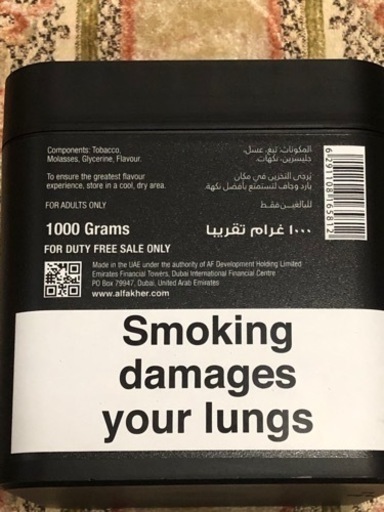 Components: Tobacco,
Molasses, Glycerine, Flavour.
To ensure the greatest flavour
experience, store in a cool, dry area.
FOR ADULTS ONLY
1000 Grams
FOR DUTY FREE SALE ONLY
المكونات: تبغ، عسل،
جليسرين، نكهات.
يُرجى التخزين في مكان
بارد وجاف لتستمتع بأفضل نكهة.
للبالغين فقط
١٠٠٠ غرام تقريبا
6291108165812
Made in the UAE under the authority of AF Development Holding Limited
Emirates Financial Towers, Dubai International Financial Centre
PO Box 79947, Dubai, United Arab Emirates
www.alfakher.com
Smoking
damages
your lungs